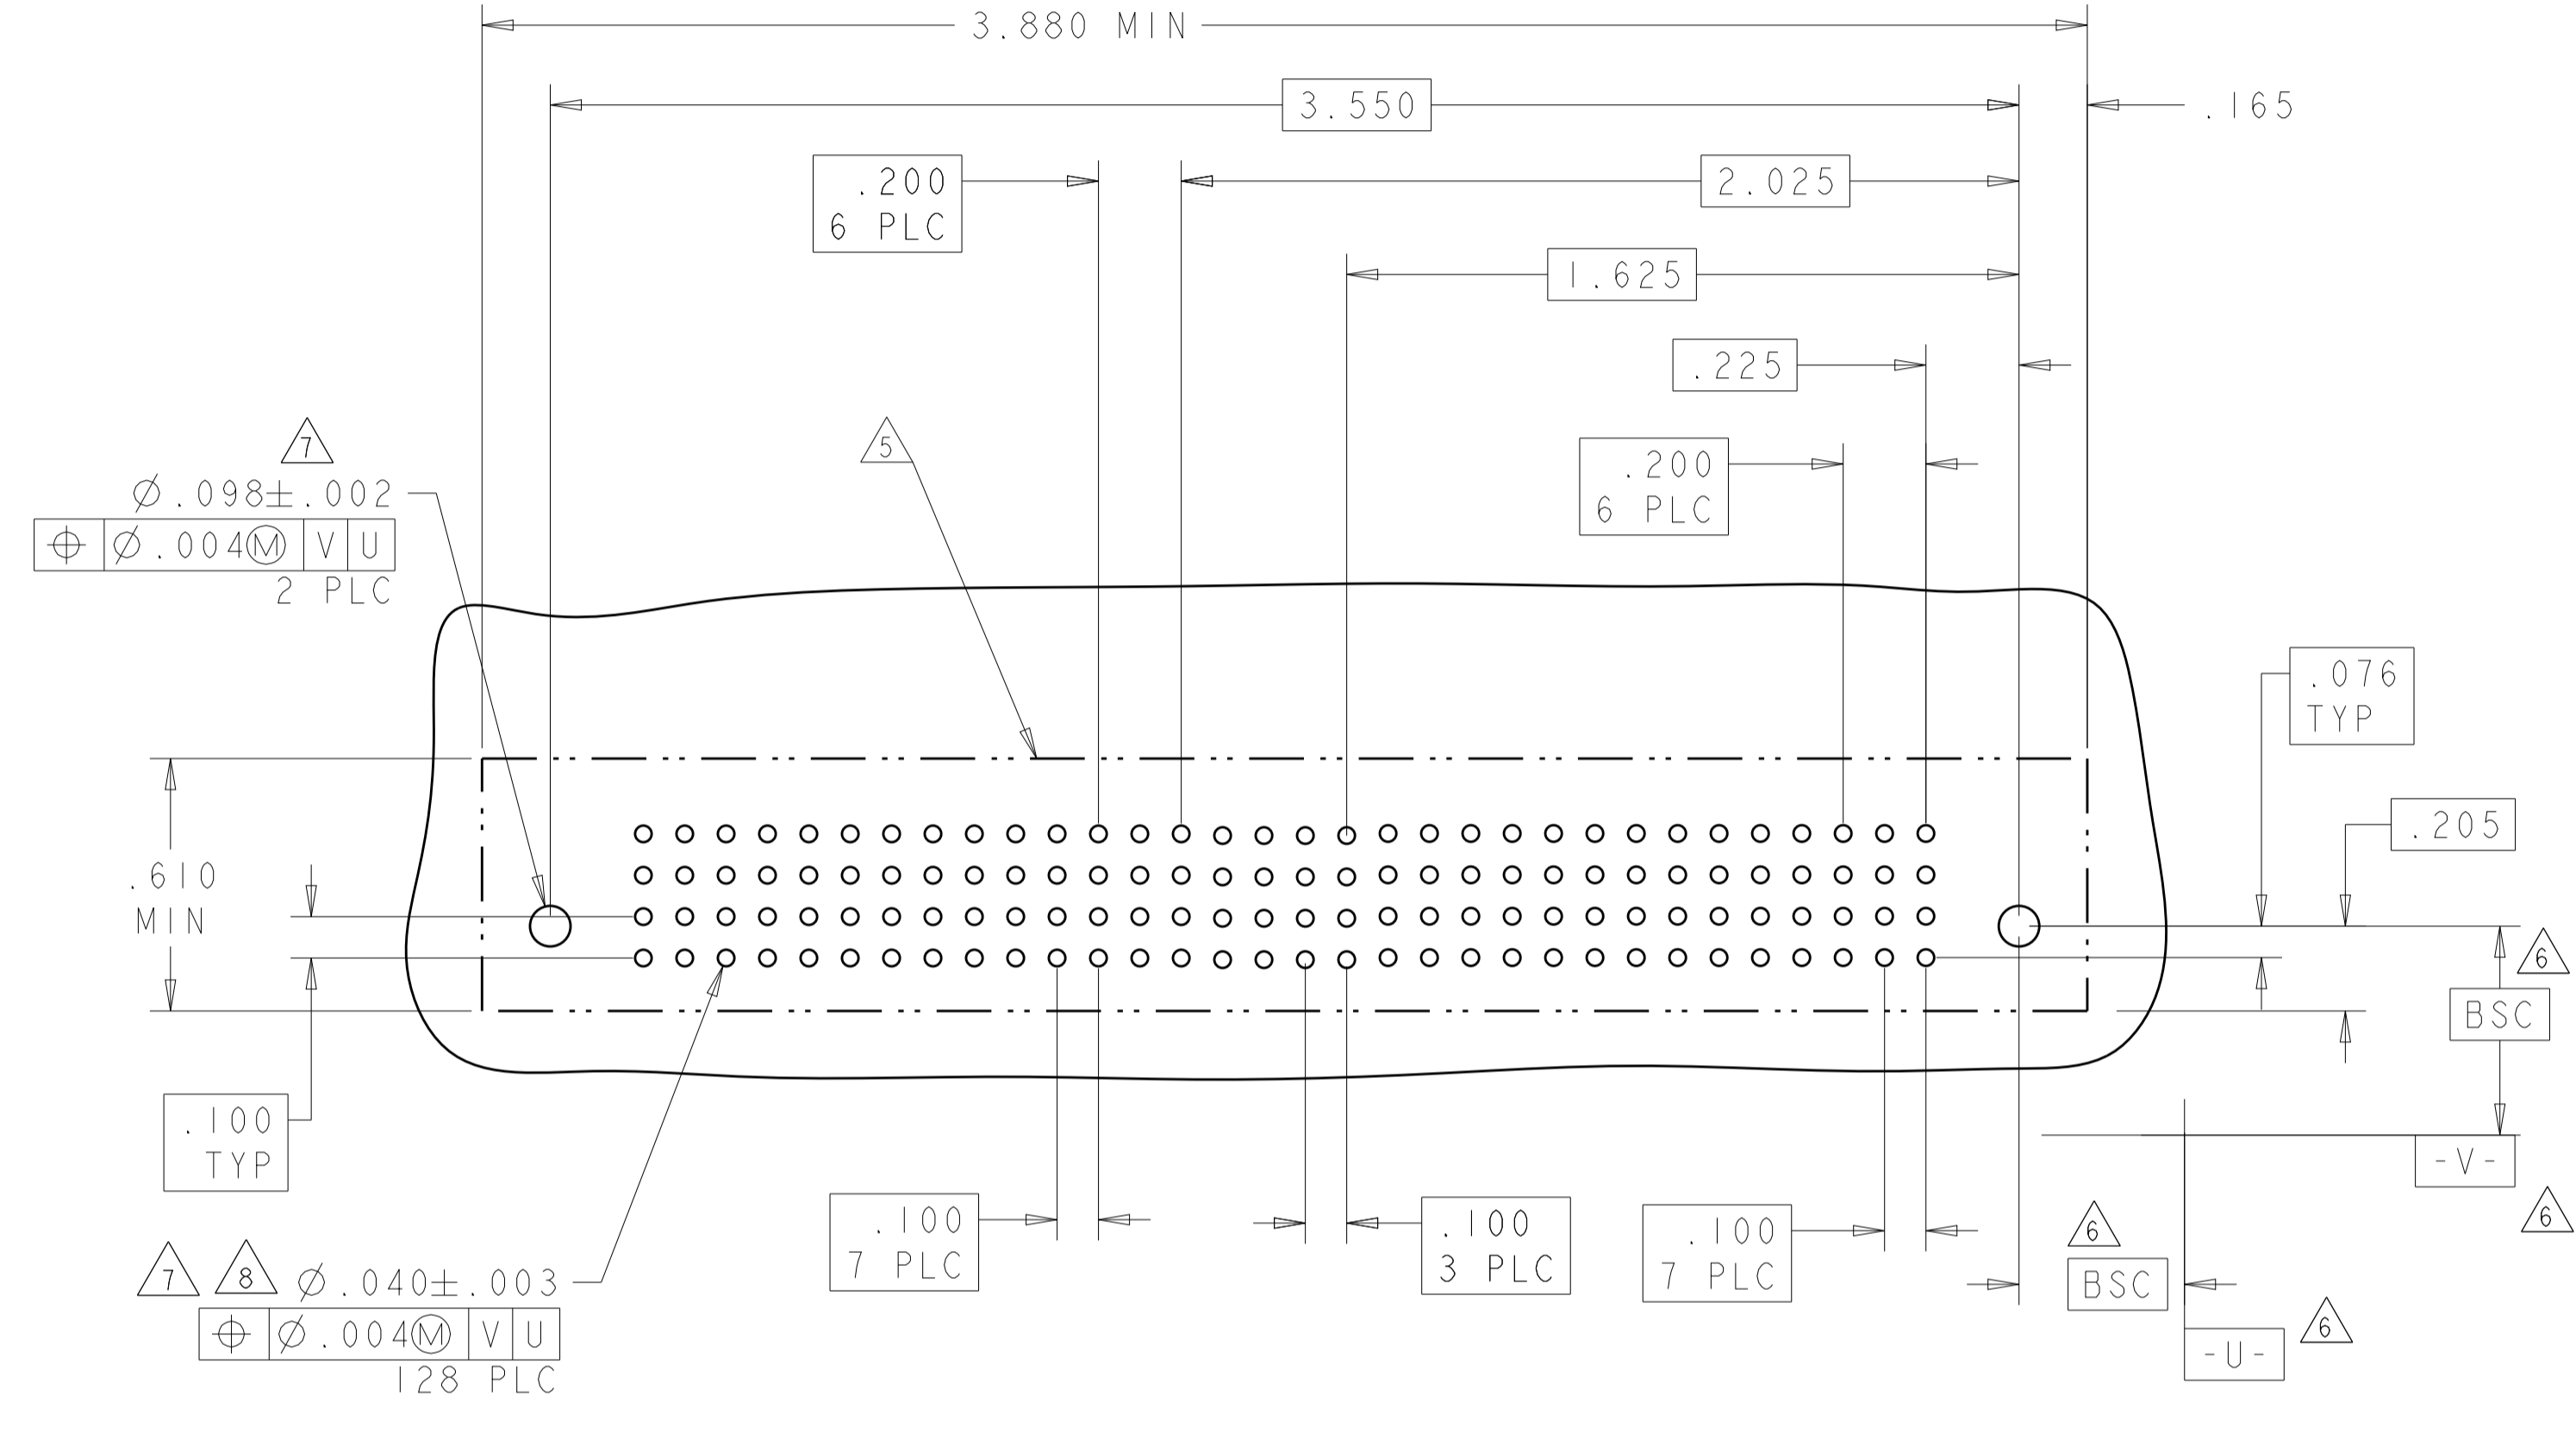 3.880 MIN
3.550
.165
.200
6 PLC
2.025
1.625
.225
.200
6 PLC
7
5
Ø.098±.002
⌖ Ø.004Ⓜ V U
2 PLC
.076
TYP
.205
.610
MIN
6
BSC
.100
TYP
-V-
6
.100
7 PLC
.100
3 PLC
.100
7 PLC
6
BSC
7 8 Ø.040±.003
⌖ Ø.004Ⓜ V U
128 PLC
6
-U-